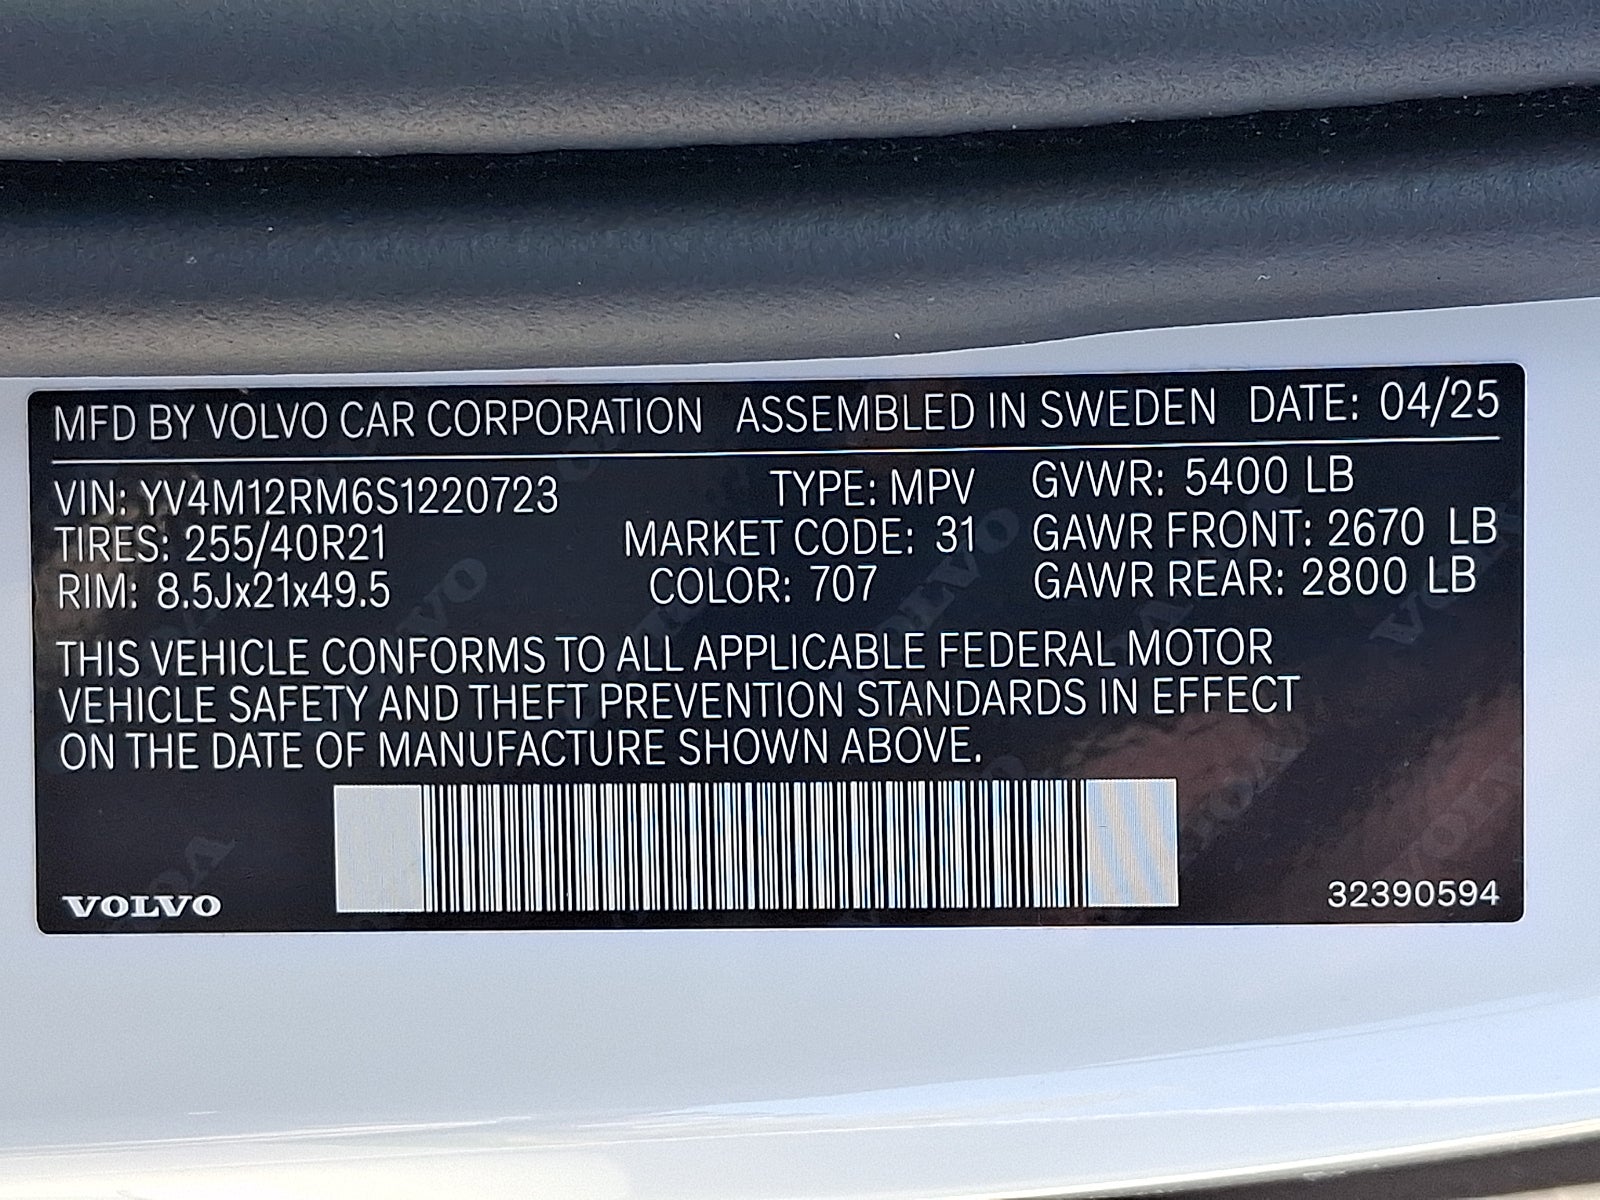 MFD BY VOLVO CAR CORPORATION ASSEMBLED IN SWEDEN DATE: 04/25
VIN: YV4M12RM6S1220723 TYPE: MPV GVWR: 5400 LB
TIRES: 255/40R21 MARKET CODE: 31 GAWR FRONT: 2670 LB
RIM: 8.5Jx21x49.5 COLOR: 707 GAWR REAR: 2800 LB
THIS VEHICLE CONFORMS TO ALL APPLICABLE FEDERAL MOTOR
VEHICLE SAFETY AND THEFT PREVENTION STANDARDS IN EFFECT
ON THE DATE OF MANUFACTURE SHOWN ABOVE.
VOLVO 32390594